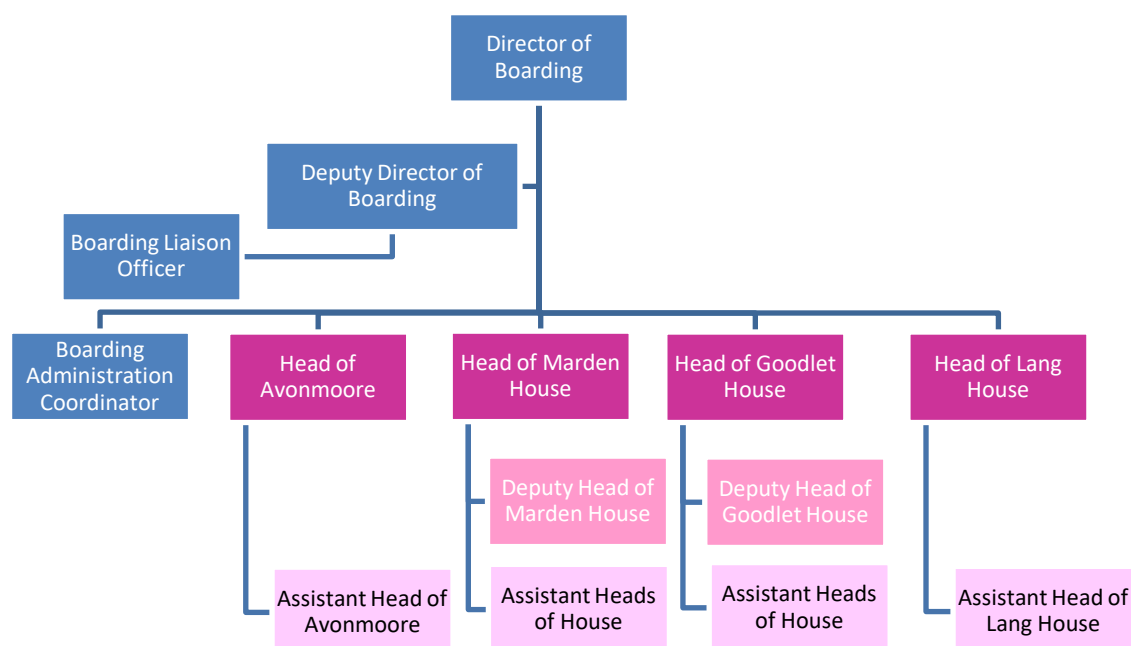 Director of
Boarding
Deputy Director of
Boarding
Boarding Liaison
Officer
Boarding
Administration
Coordinator
Head of
Avonmoore
Head of Marden
House
Head of Goodlet
House
Head of Lang
House
Deputy Head of
Marden House
Deputy Head of
Goodlet House
Assistant Head of
Avonmoore
Assistant Heads
of House
Assistant Heads
of House
Assistant Head of
Lang House